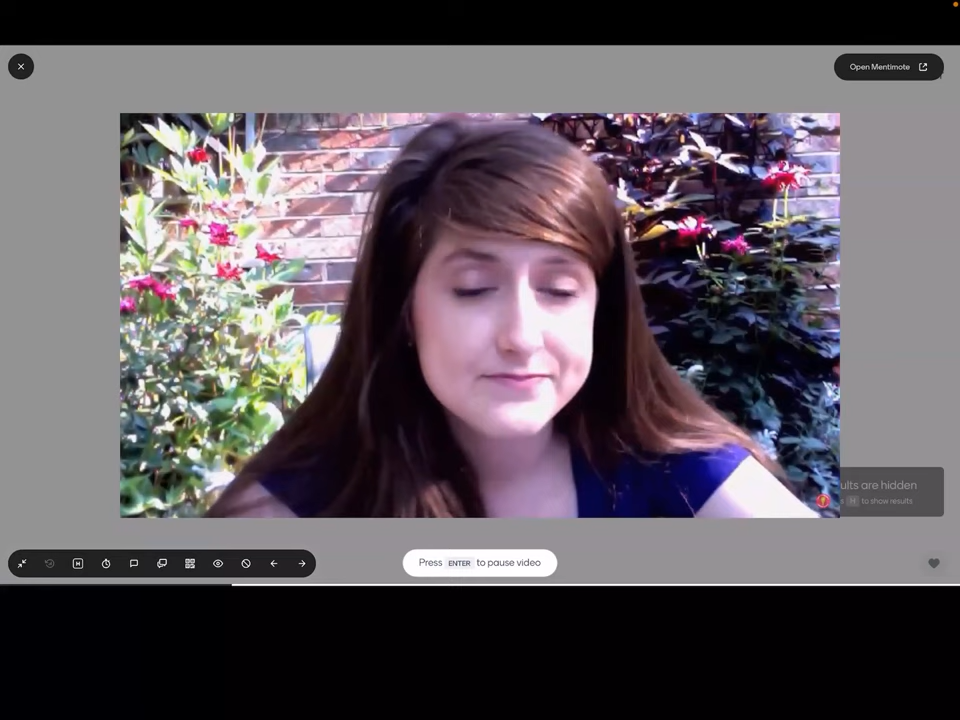 Open Mentimote
ults are hidden
s H to show results
Press ENTER to pause video